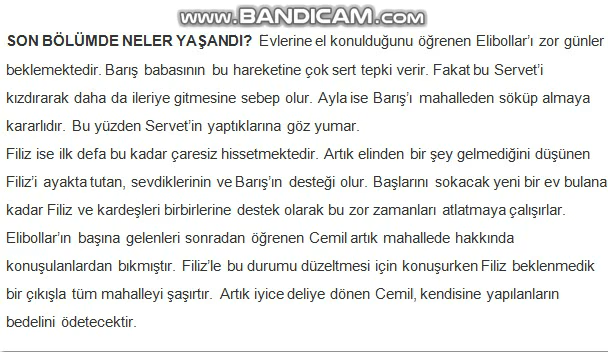 www.BANDICAM.com
SON BÖLÜMDE NELER YAŞANDI? Evlerine el konulduğunu öğrenen Elibollar’ı zor günler
beklemektedir. Barış babasının bu hareketine çok sert tepki verir. Fakat bu Servet’i
kızdırarak daha da ileriye gitmesine sebep olur. Ayla ise Barış’ı mahalleden söküp almaya
kararlıdır. Bu yüzden Servet’in yaptıklarına göz yumar.
Filiz ise ilk defa bu kadar çaresiz hissetmektedir. Artık elinden bir şey gelmediğini düşünen
Filiz’i ayakta tutan, sevdiklerinin ve Barış’ın desteği olur. Başlarını sokacak yeni bir ev bulana
kadar Filiz ve kardeşleri birbirlerine destek olarak bu zor zamanları atlatmaya çalışırlar.
Elibollar’ın başına gelenleri sonradan öğrenen Cemil artık mahallede hakkında
konuşulanlardan bıkmıştır. Filiz’le bu durumu düzeltmesi için konuşurken Filiz beklenmedik
bir çıkışla tüm mahalleyi şaşırtır. Artık iyice deliye dönen Cemil, kendisine yapılanların
bedelini ödetecektir.